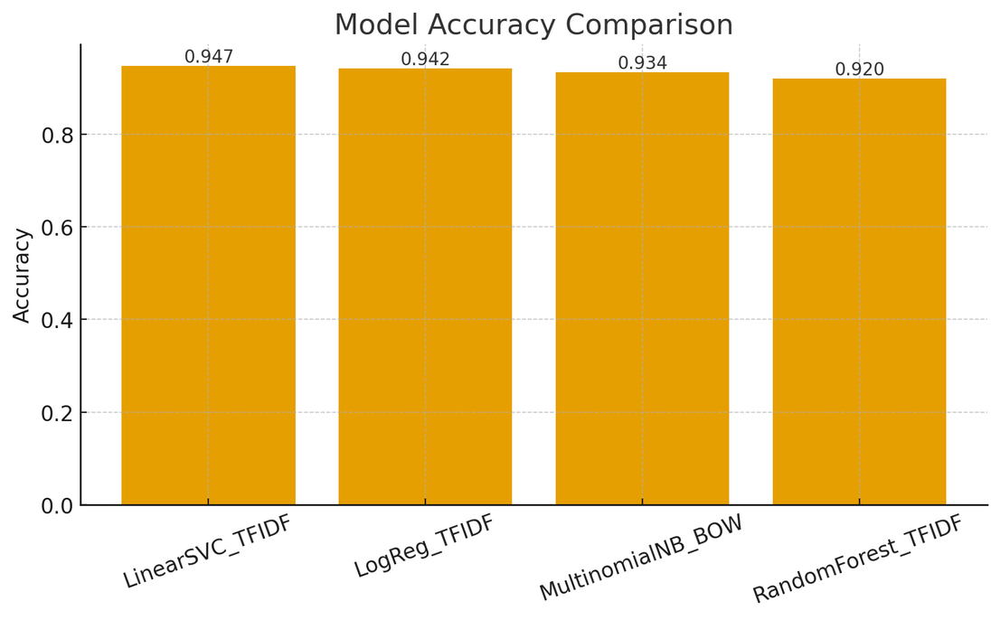 Model Accuracy Comparison
0.947
0.942
0.934
0.920
0.8
0.6
0.4
0.2
0.0
Accuracy
LinearSVC_TFIDF
LogReg_TFIDF
MultinomialNB_BOW
RandomForest_TFIDF